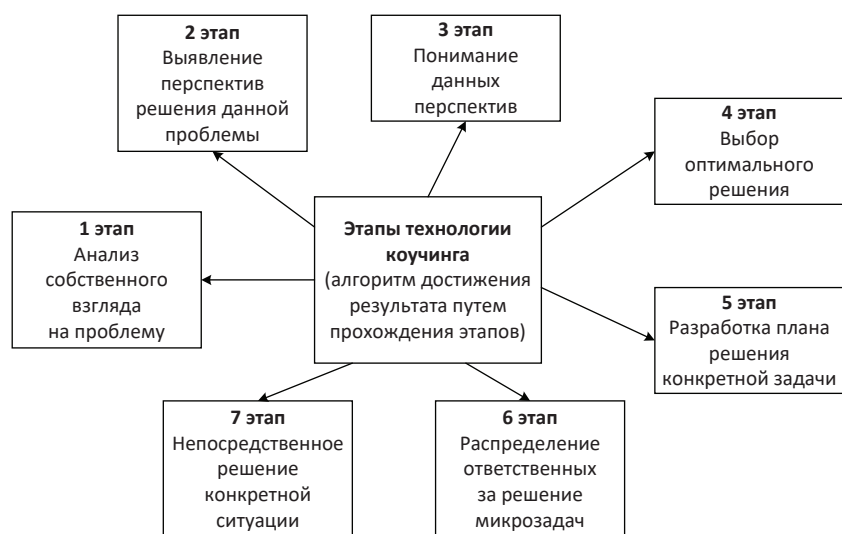 2 этап
Выявление
перспектив
решения данной
проблемы
3 этап
Понимание
данных
перспектив
4 этап
Выбор
оптимального
решения
1 этап
Анализ
собственного
взгляда
на проблему
Этапы технологии
коучинга
(алгоритм достижения
результата путем
прохождения этапов)
5 этап
Разработка плана
решения
конкретной задачи
7 этап
Непосредственное
решение
конкретной
ситуации
6 этап
Распределение
ответственных
за решение
микрозадач